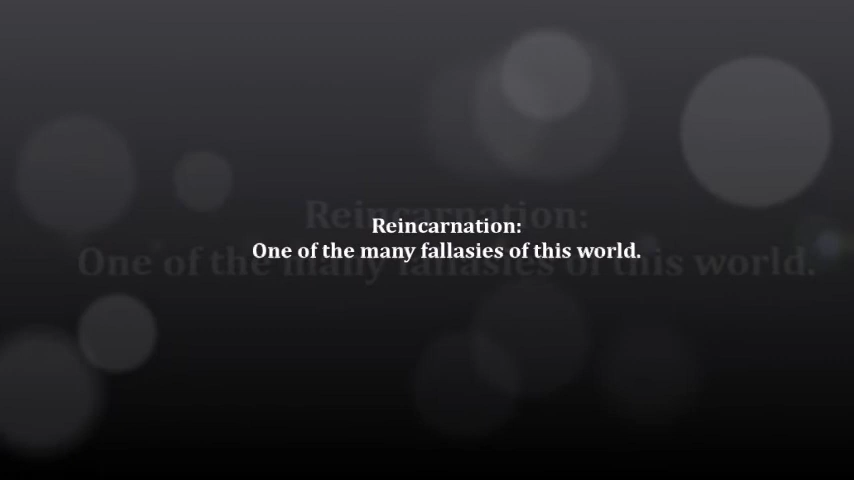 Reincarnation:
One of the many fallasies of this world.